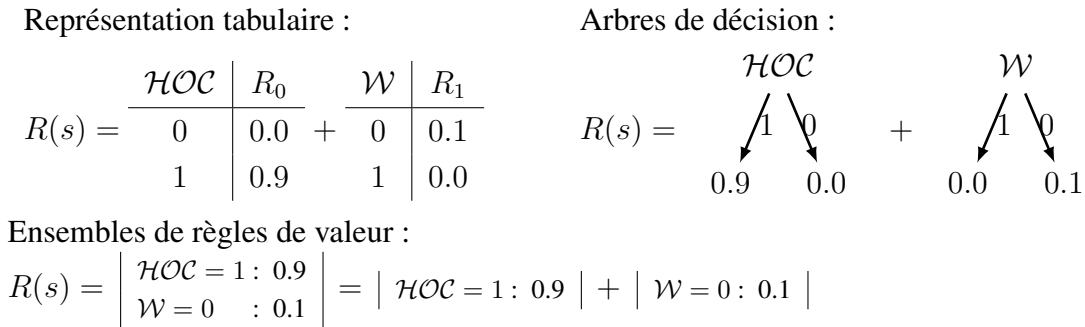 Représentation tabulaire :
HOC R₀ W R₁
R(s) = 0 0.0 + 0 0.1
1 0.9 1 0.0
Arbres de décision :
HOC W
R(s) = 1 0 + 1 0
0.9 0.0 0.0 0.1
Ensembles de règles de valeur :
R(s) = | HOC = 1 : 0.9 | = | HOC = 1 : 0.9 | + | W = 0 : 0.1 |
| W = 0 : 0.1 |